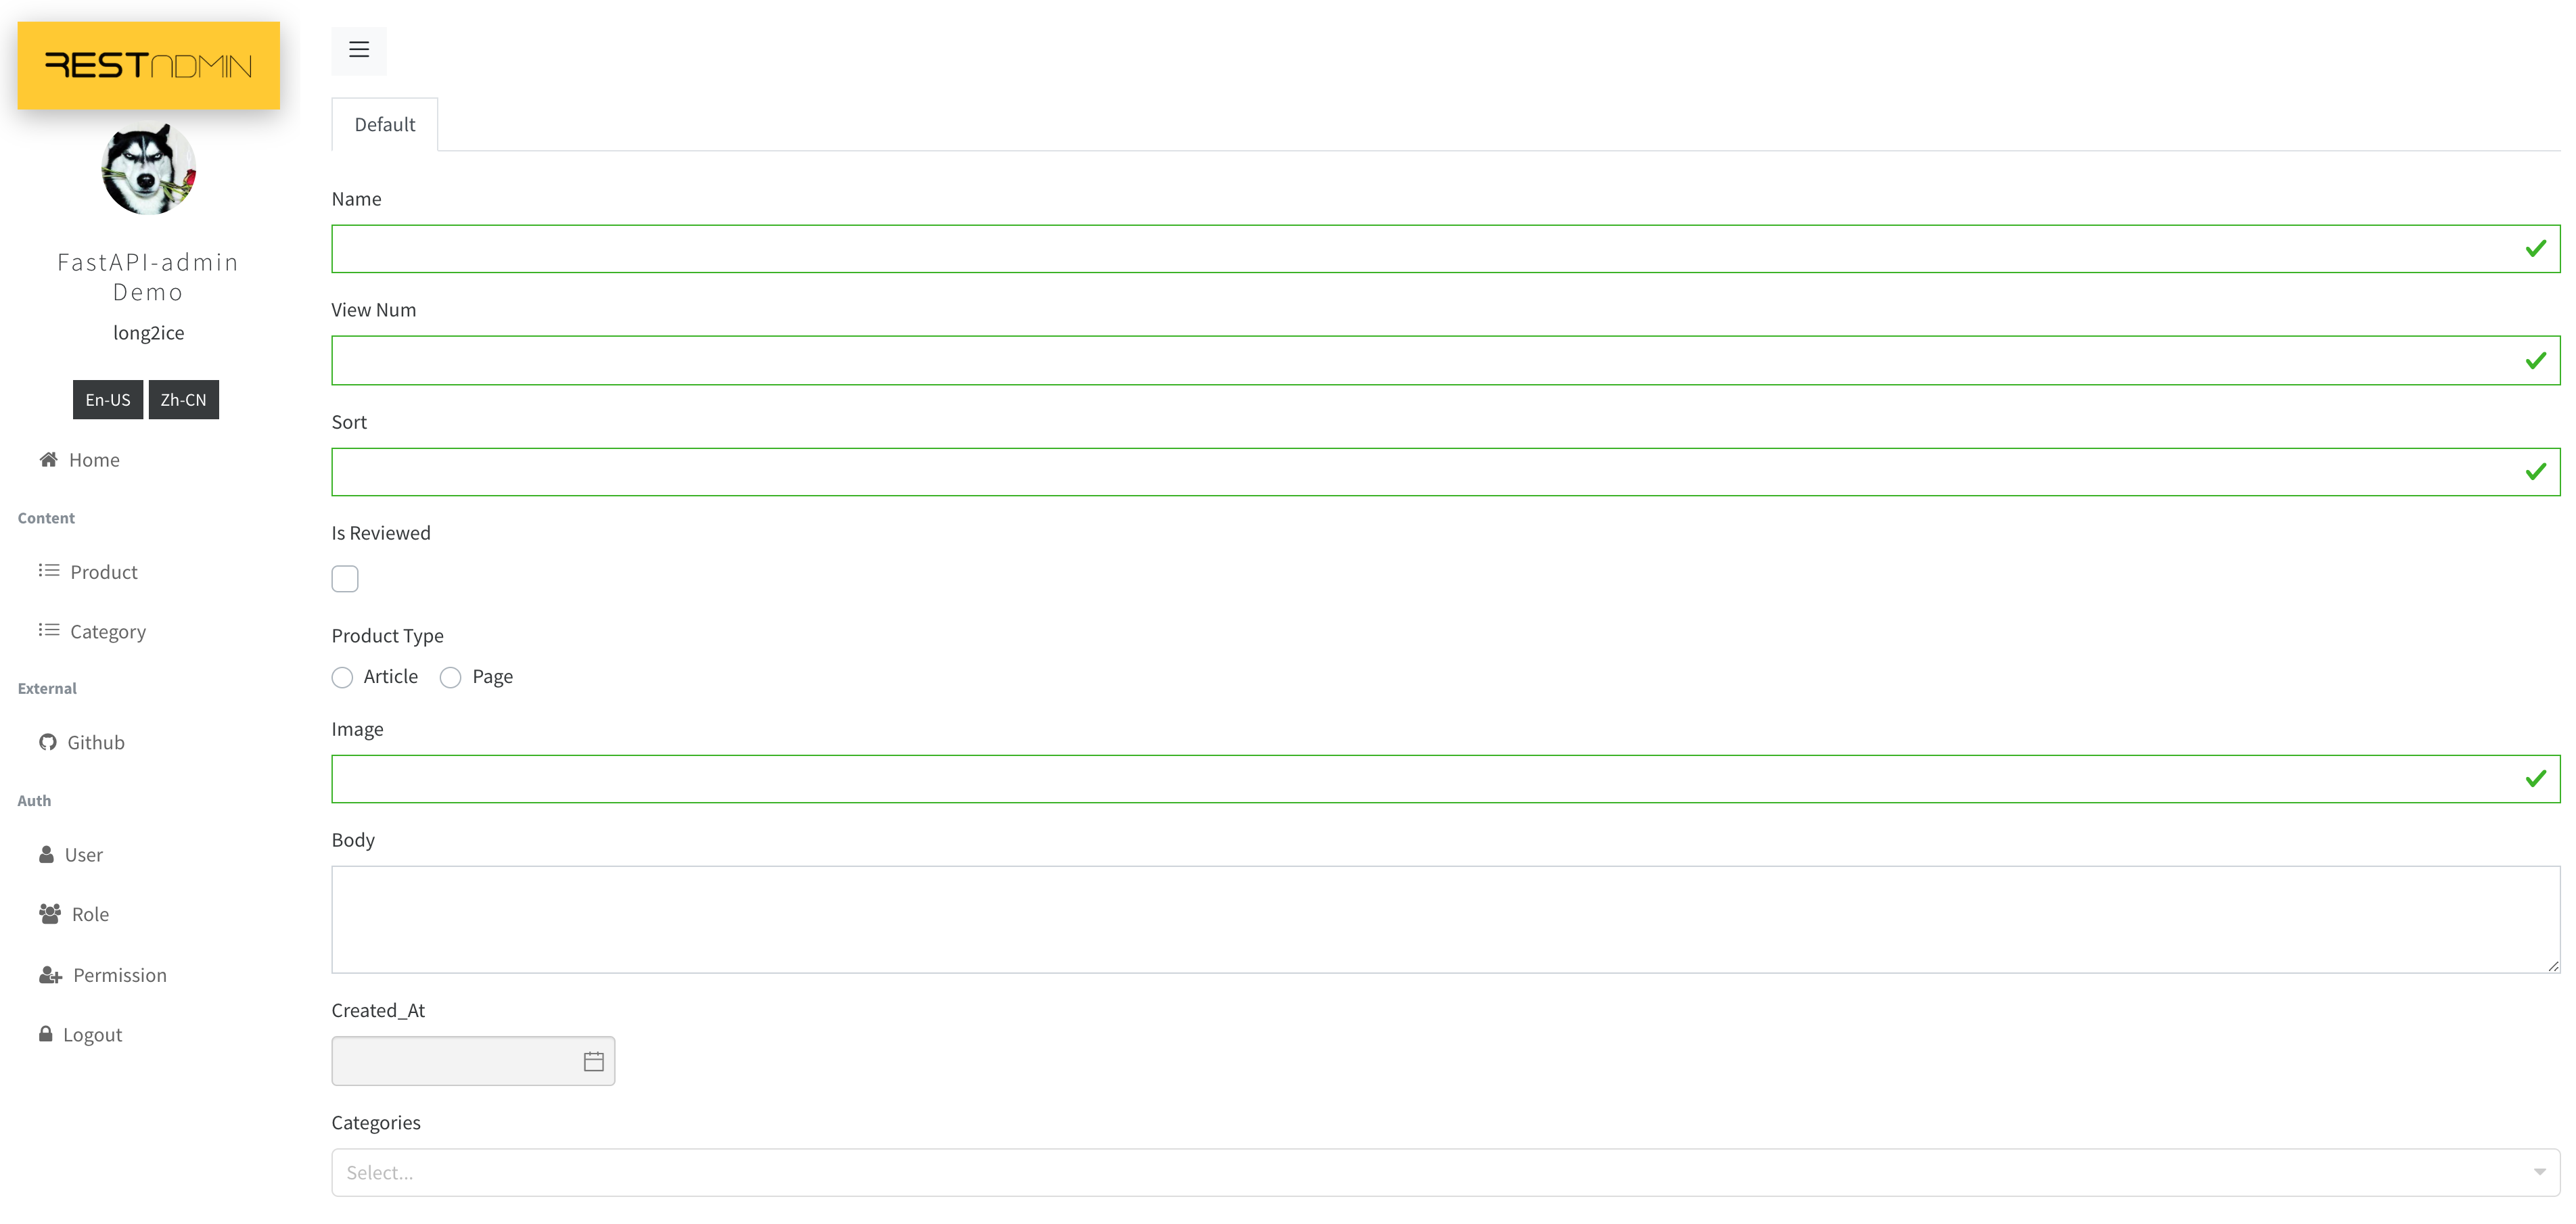 RESTADMIN
FastAPI-admin
Demo
long2ice
En-US Zh-CN
Home
Content
Product
Category
External
Github
Auth
User
Role
Permission
Logout
Default
Name
View Num
Sort
Is Reviewed
Product Type
Article Page
Image
Body
Created_At
Categories
Select...